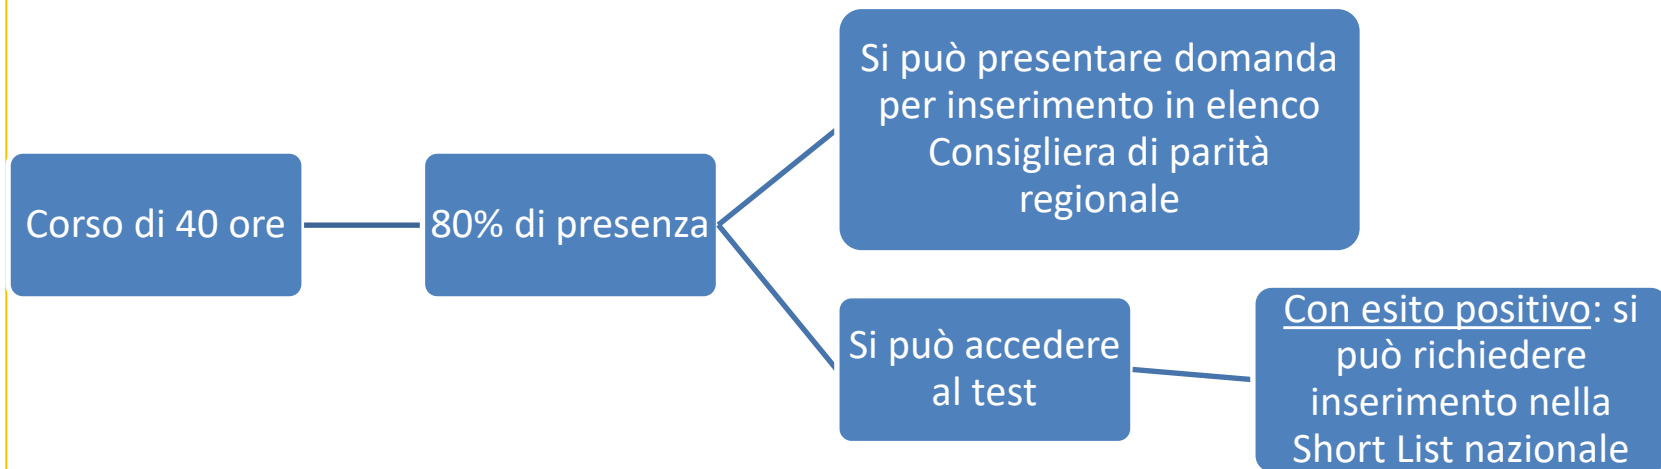 Corso di 40 ore
80% di presenza
Si può presentare domanda
per inserimento in elenco
Consigliera di parità
regionale
Si può accedere
al test
Con esito positivo: si
può richiedere
inserimento nella
Short List nazionale